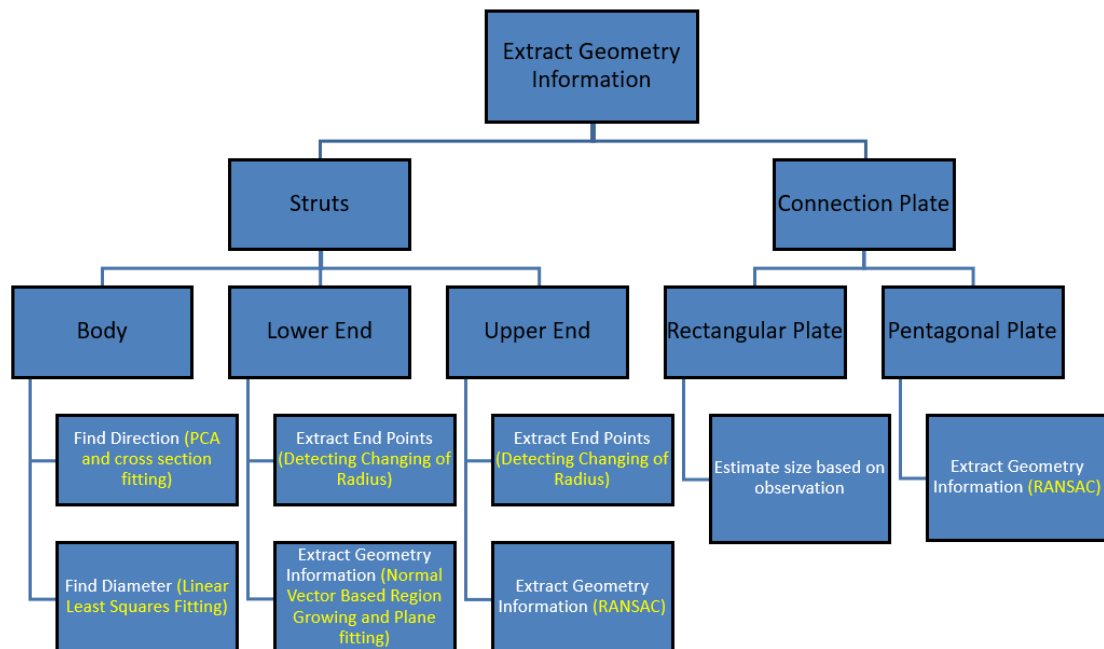 Extract Geometry
Information
Struts
Connection Plate
Body
Lower End
Upper End
Rectangular Plate
Pentagonal Plate
Find Direction (PCA
and cross section
fitting)
Extract End Points
(Detecting Changing of
Radius)
Extract End Points
(Detecting Changing of
Radius)
Estimate size based on
observation
Extract Geometry
Information (RANSAC)
Find Diameter (Linear
Least Squares Fitting)
Extract Geometry
Information (Normal
Vector Based Region
Growing and Plane
fitting)
Extract Geometry
Information (RANSAC)